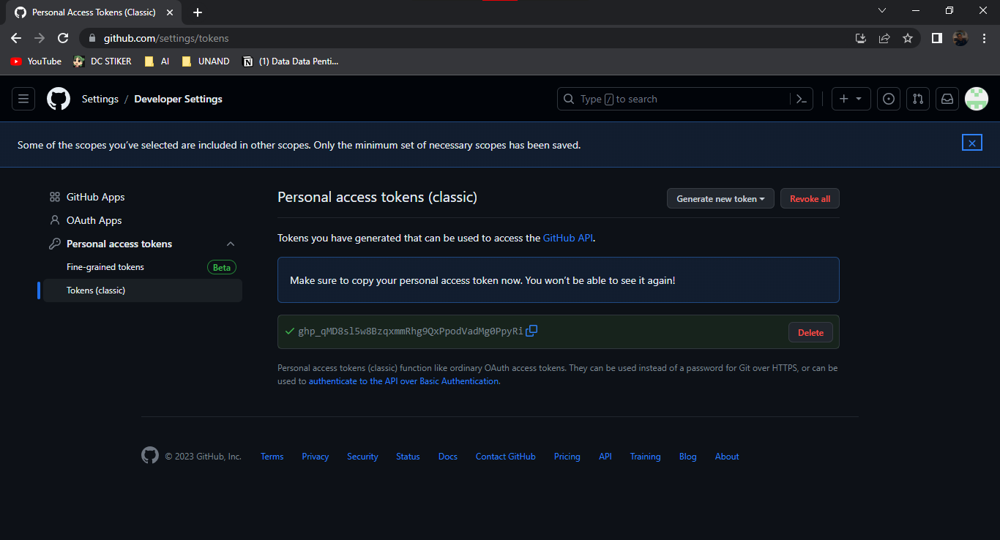 Personal Access Tokens (Classic)
github.com/settings/tokens
YouTube DC STIKER AI UNAND (1) Data Data Penti...
Settings / Developer Settings Type / to search
Some of the scopes you’ve selected are included in other scopes. Only the minimum set of necessary scopes has been saved.
GitHub Apps
OAuth Apps
Personal access tokens
Fine-grained tokens Beta
Tokens (classic)
Personal access tokens (classic) Generate new token Revoke all
Tokens you have generated that can be used to access the GitHub API.
Make sure to copy your personal access token now. You won’t be able to see it again!
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 Delete
Personal access tokens (classic) function like ordinary OAuth access tokens. They can be used instead of a password for Git over HTTPS, or can be
used to authenticate to the API over Basic Authentication.
© 2023 GitHub, Inc. Terms Privacy Security Status Docs Contact GitHub Pricing API Training Blog About